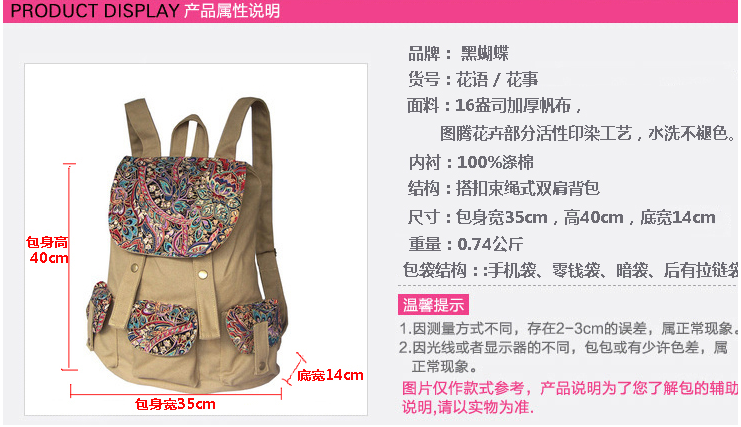 PRODUCT DISPLAY 产品属性说明
品牌： 黑蝴蝶
货号：花语 / 花事
面料：16盎司加厚帆布，
图腾花卉部分活性印染工艺，水洗不褪色。
内衬：100%涤棉
结构：搭扣束绳式双肩背包
尺寸：包身宽35cm，高40cm，底宽14cm
重量：0.74公斤
包袋结构：:手机袋、零钱袋、暗袋、后有拉链袋
包身高
40cm
底宽14cm
包身宽35cm
温馨提示
1.因测量方式不同，存在2-3cm的误差，属正常现象。
2.因光线或者显示器的不同，包包或有少许色差，属
正常现象。
图片仅作款式参考，产品说明为了您了解包的辅助
说明,请以实物为准.